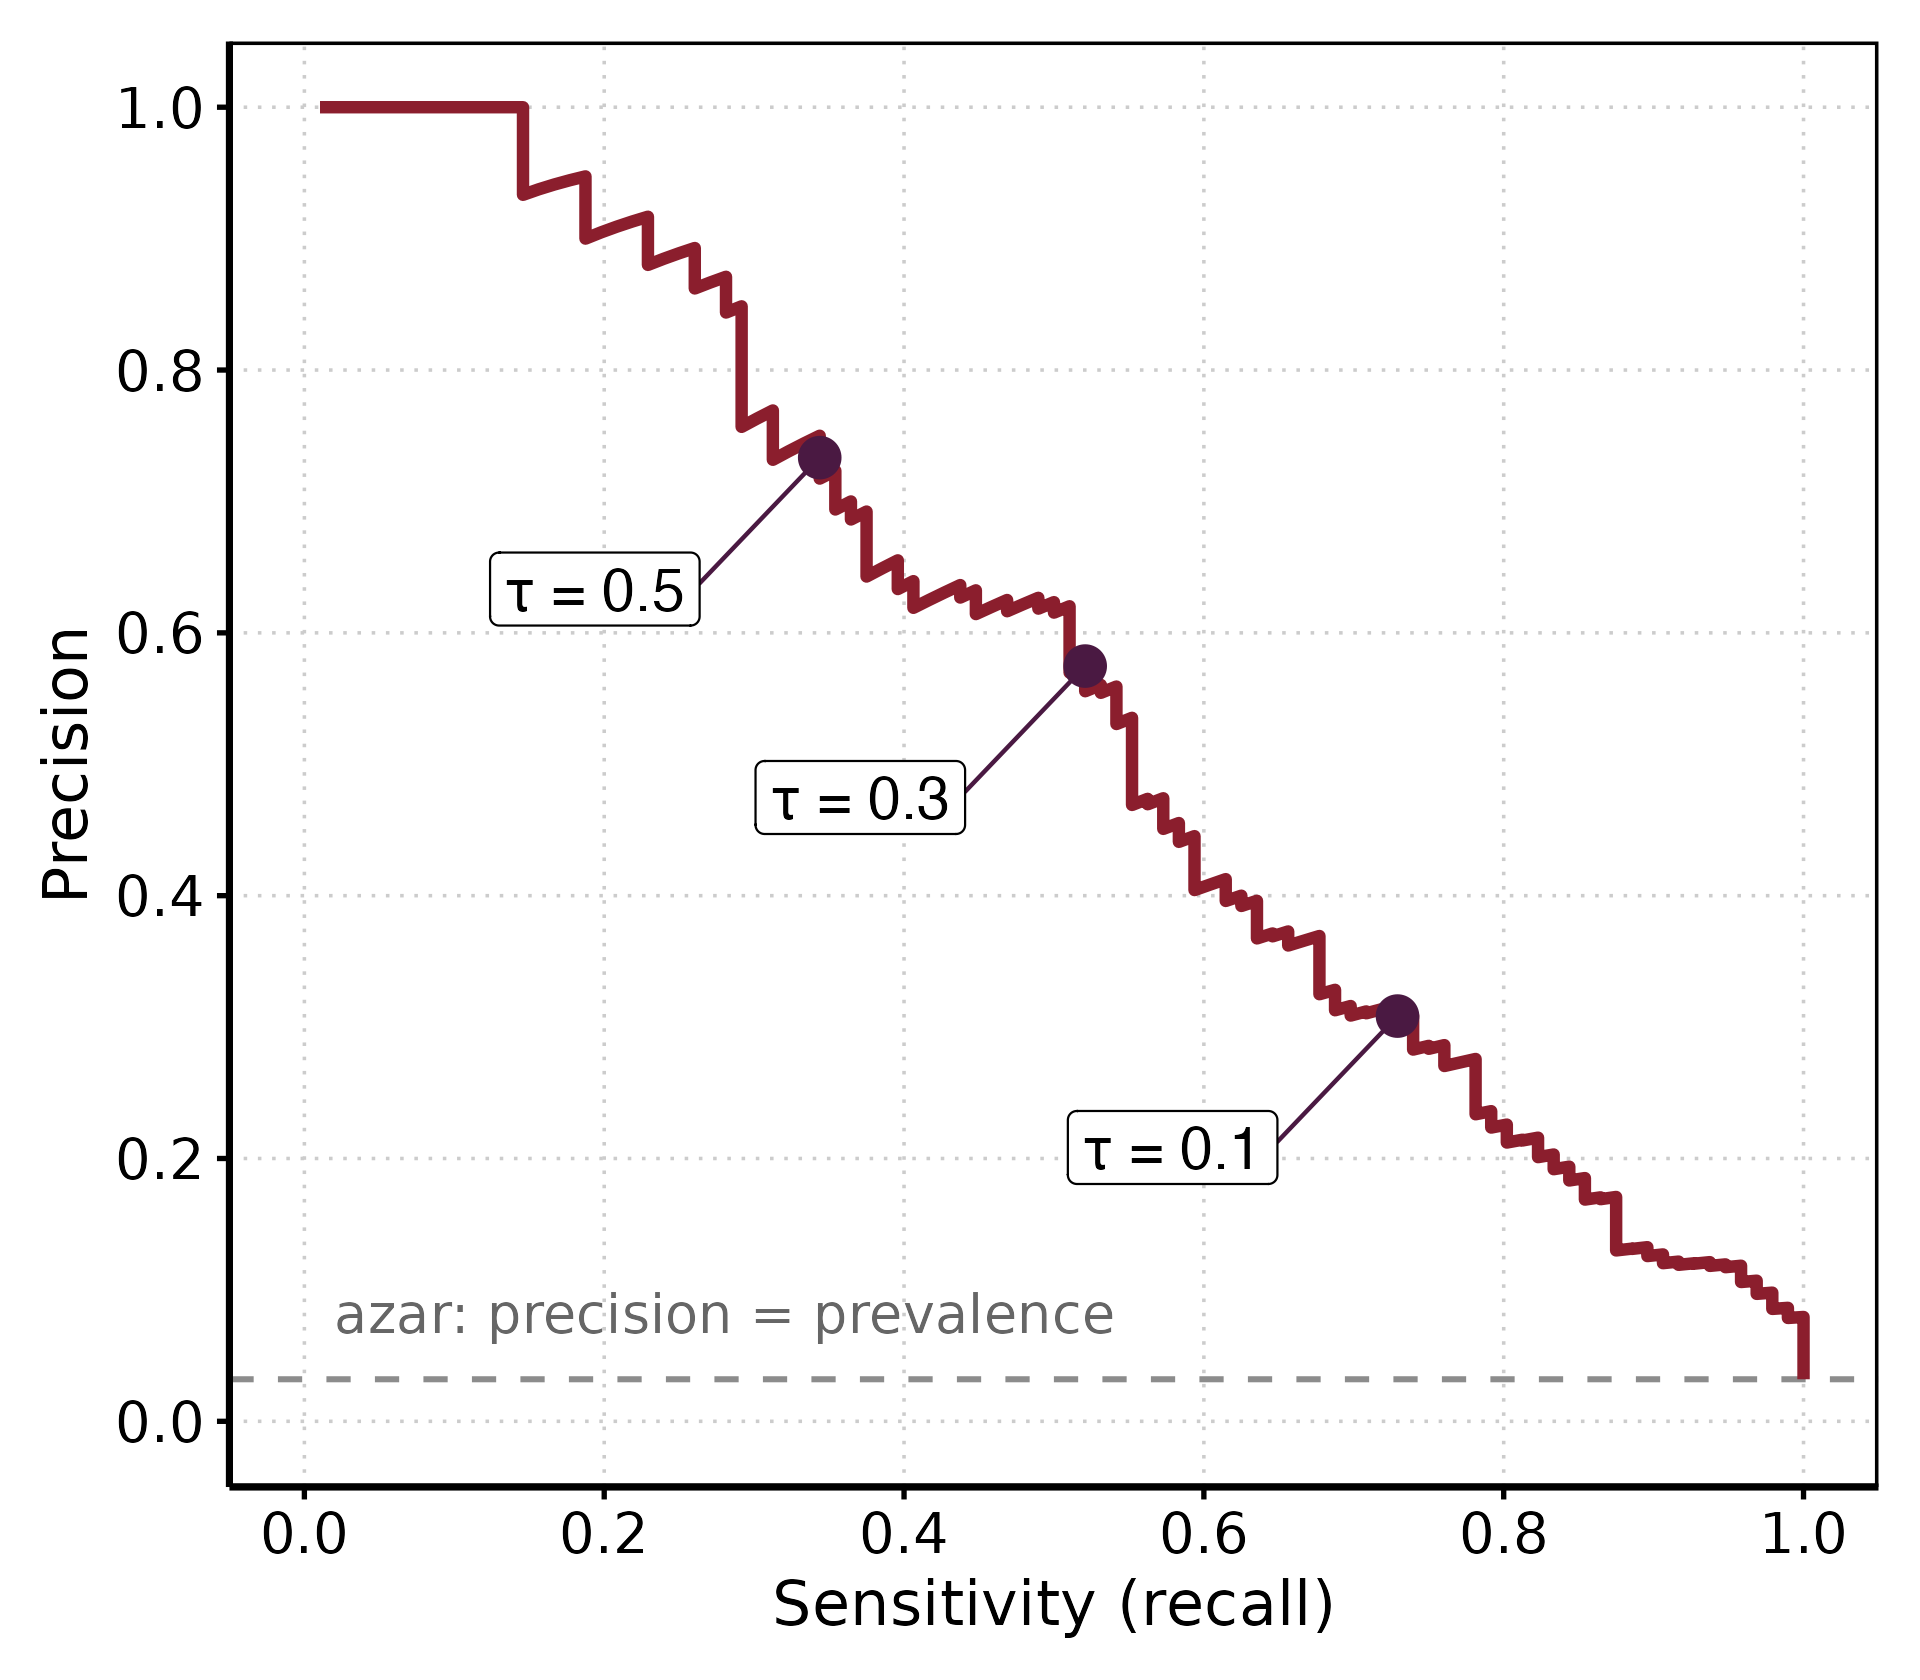 1.0
0.8
0.6
0.4
0.2
0.0
Precision
τ = 0.5
τ = 0.3
τ = 0.1
azar: precision = prevalence
0.0 0.2 0.4 0.6 0.8 1.0
Sensitivity (recall)